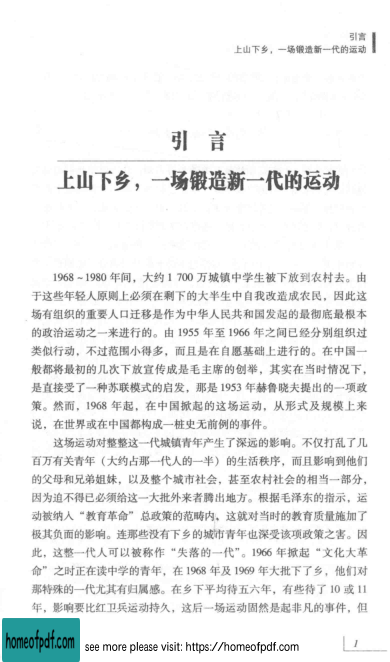 引言
上山下乡，一场锻造新一代的运动
引 言
上山下乡，一场锻造新一代的运动
1968～1980 年间，大约 1 700 万城镇中学生被下放到农村去。由
于这些年轻人原则上必须在剩下的大半生中自我改造成农民，因此这
场有组织的重要人口迁移是作为中华人民共和国发起的最彻底最根本
的政治运动之一来进行的。由 1955 年至 1966 年之间已经分别组织过
类似行动，不过范围小得多，而且是在自愿基础上进行的。在中国一
般都将最初的几次下放宣传成是毛主席的创举，其实在当时情况下，
是直接受了一种苏联模式的启发，那是 1953 年赫鲁晓夫提出的一项政
策。然而，1968 年起，在中国掀起的这场运动，从形式及规模上来
说，在世界或在中国都构成一桩史无前例的事件。
这场运动对整整这一代城镇青年产生了深远的影响。不仅打乱了几
百万有关青年（大约占那一代人的一半）的生活秩序，而且影响到他们
的父母和兄弟姐妹，以及整个城市社会，甚至农村社会的相当一部分，
因为迫不得已必须给这一大批外来者腾出地方。根据毛泽东的指示，运
动被纳入“教育革命”总政策的范畴内，这就对当时的教育质量施加了
极其负面的影响。连那些没有下乡的城市青年也深受该项政策之害。因
此，这整一代人可以被称作“失落的一代”。1966 年掀起“文化大革
命”之时正在读中学的青年，在 1968 年及 1969 年大批下了乡，他们对
那特殊的一代尤其有归属感。在乡下平均待五六年，有些待了 10 或 11
年，影响要比红卫兵运动持久，这后一场运动固然是起非凡的事件，但
1
homeofpdf.com
see more please visit: https://homeofpdf.com